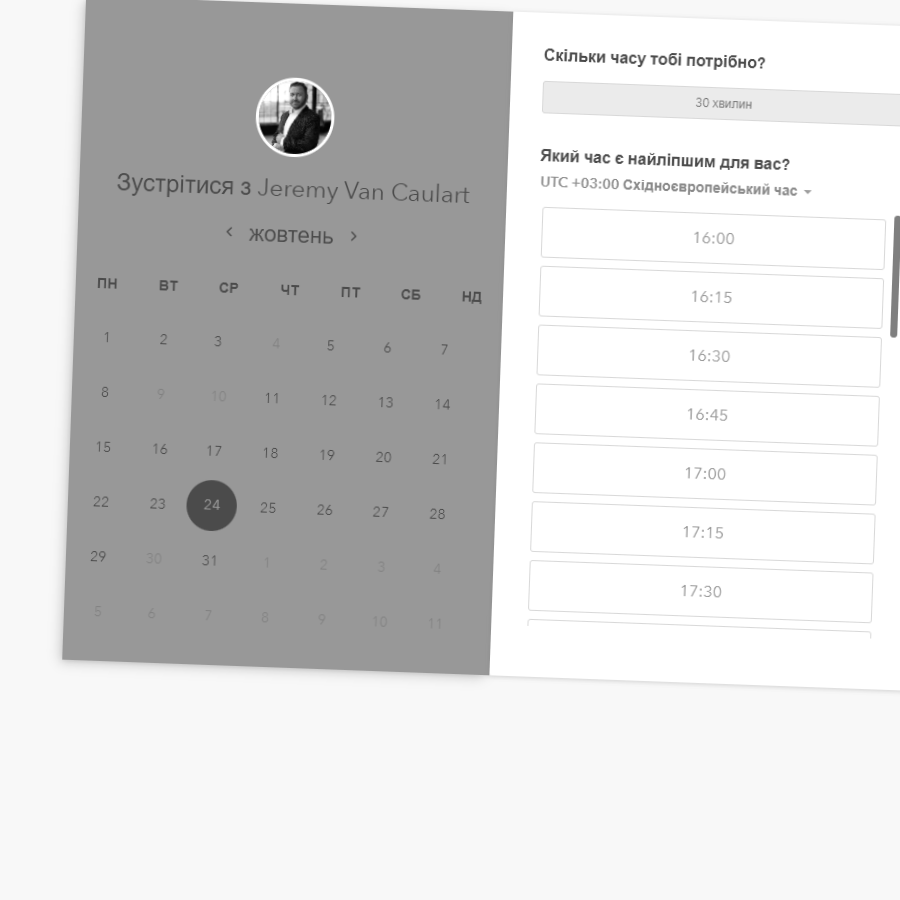 Зустрітися з Jeremy Van Caulart
жовтень
ПН ВТ СР ЧТ ПТ СБ НД
1 2 3 4 5 6 7
8 9 10 11 12 13 14
15 16 17 18 19 20 21
22 23 24 25 26 27 28
29 30 31 1 2 3 4
5 6 7 8 9 10 11
Скільки часу тобі потрібно?
30 хвилин
Який час є найліпшим для вас?
UTC +03:00 Східноєвропейський час
16:00
16:15
16:30
16:45
17:00
17:15
17:30